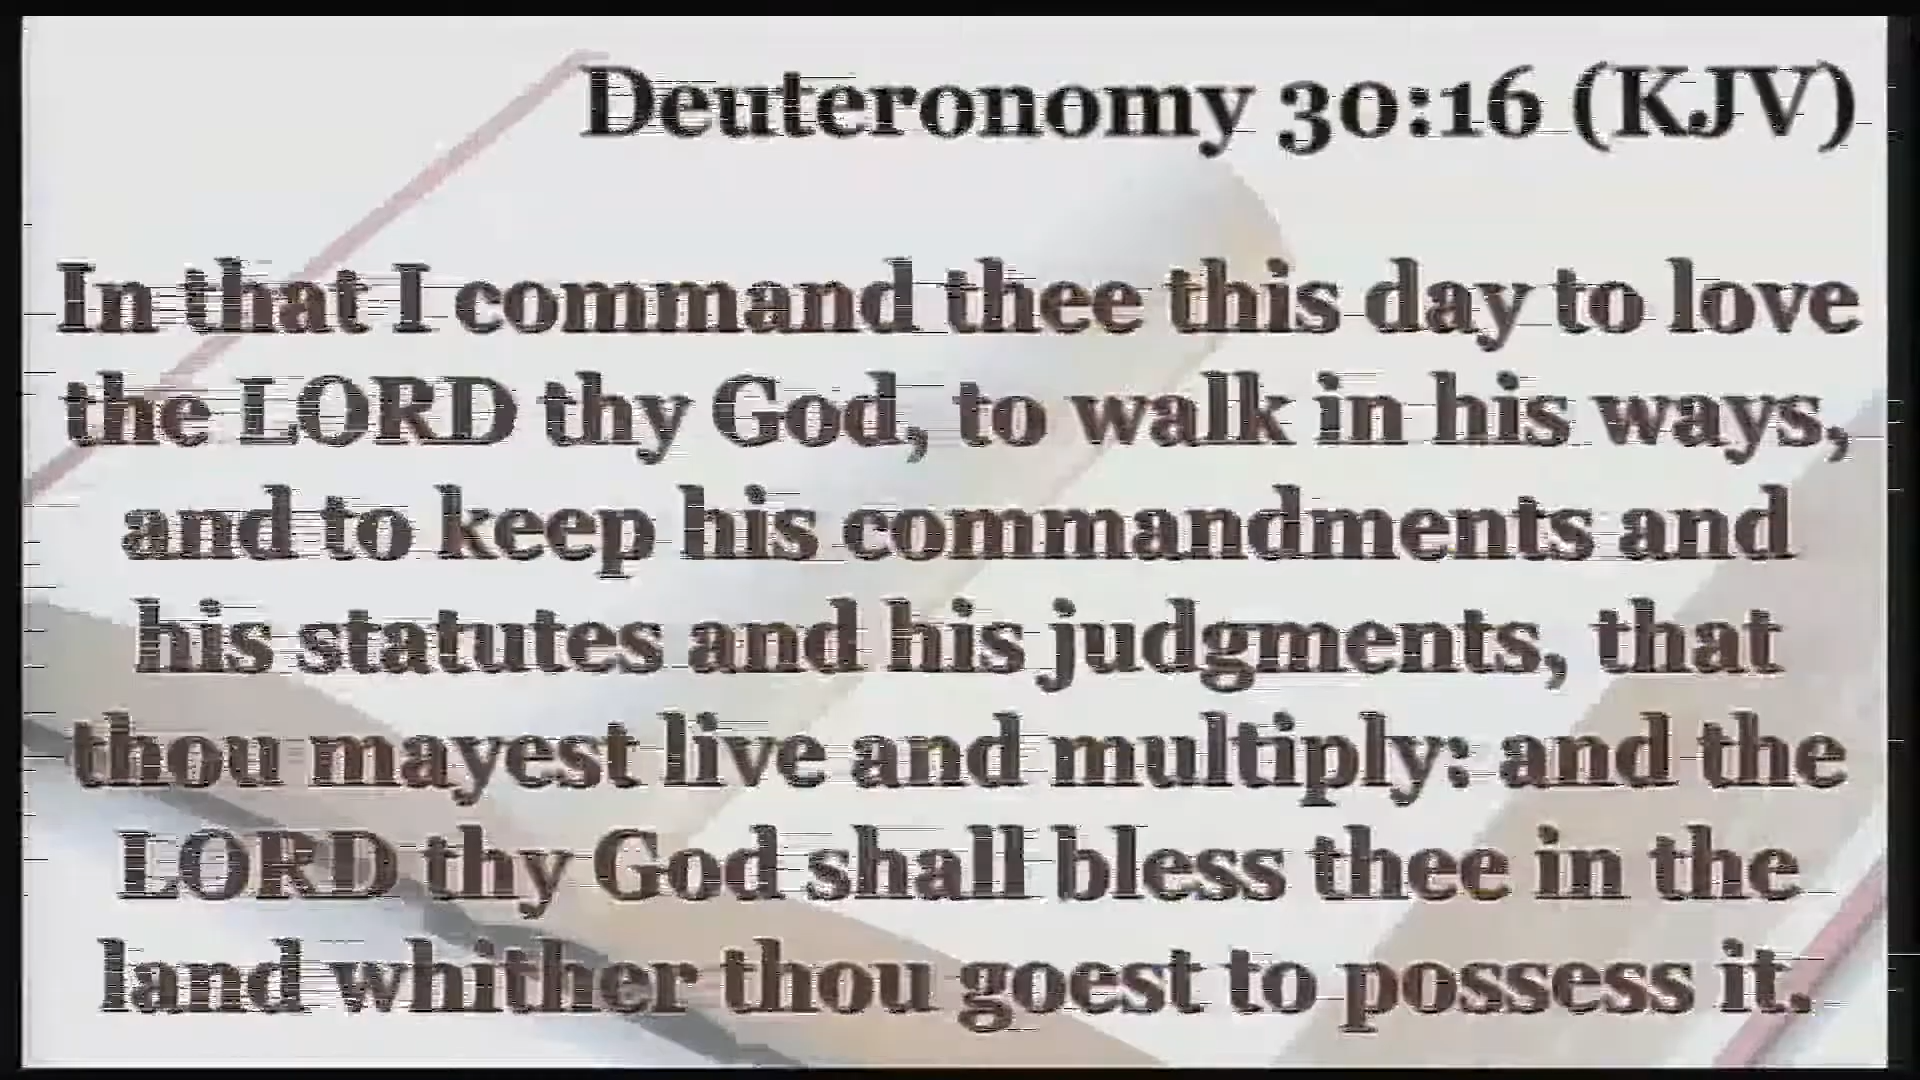 Deuteronomy 30:16 (KJV)
In that I command thee this day to love
the LORD thy God, to walk in his ways,
and to keep his commandments and
his statutes and his judgments, that
thou mayest live and multiply: and the
LORD thy God shall bless thee in the
land whither thou goest to possess it.